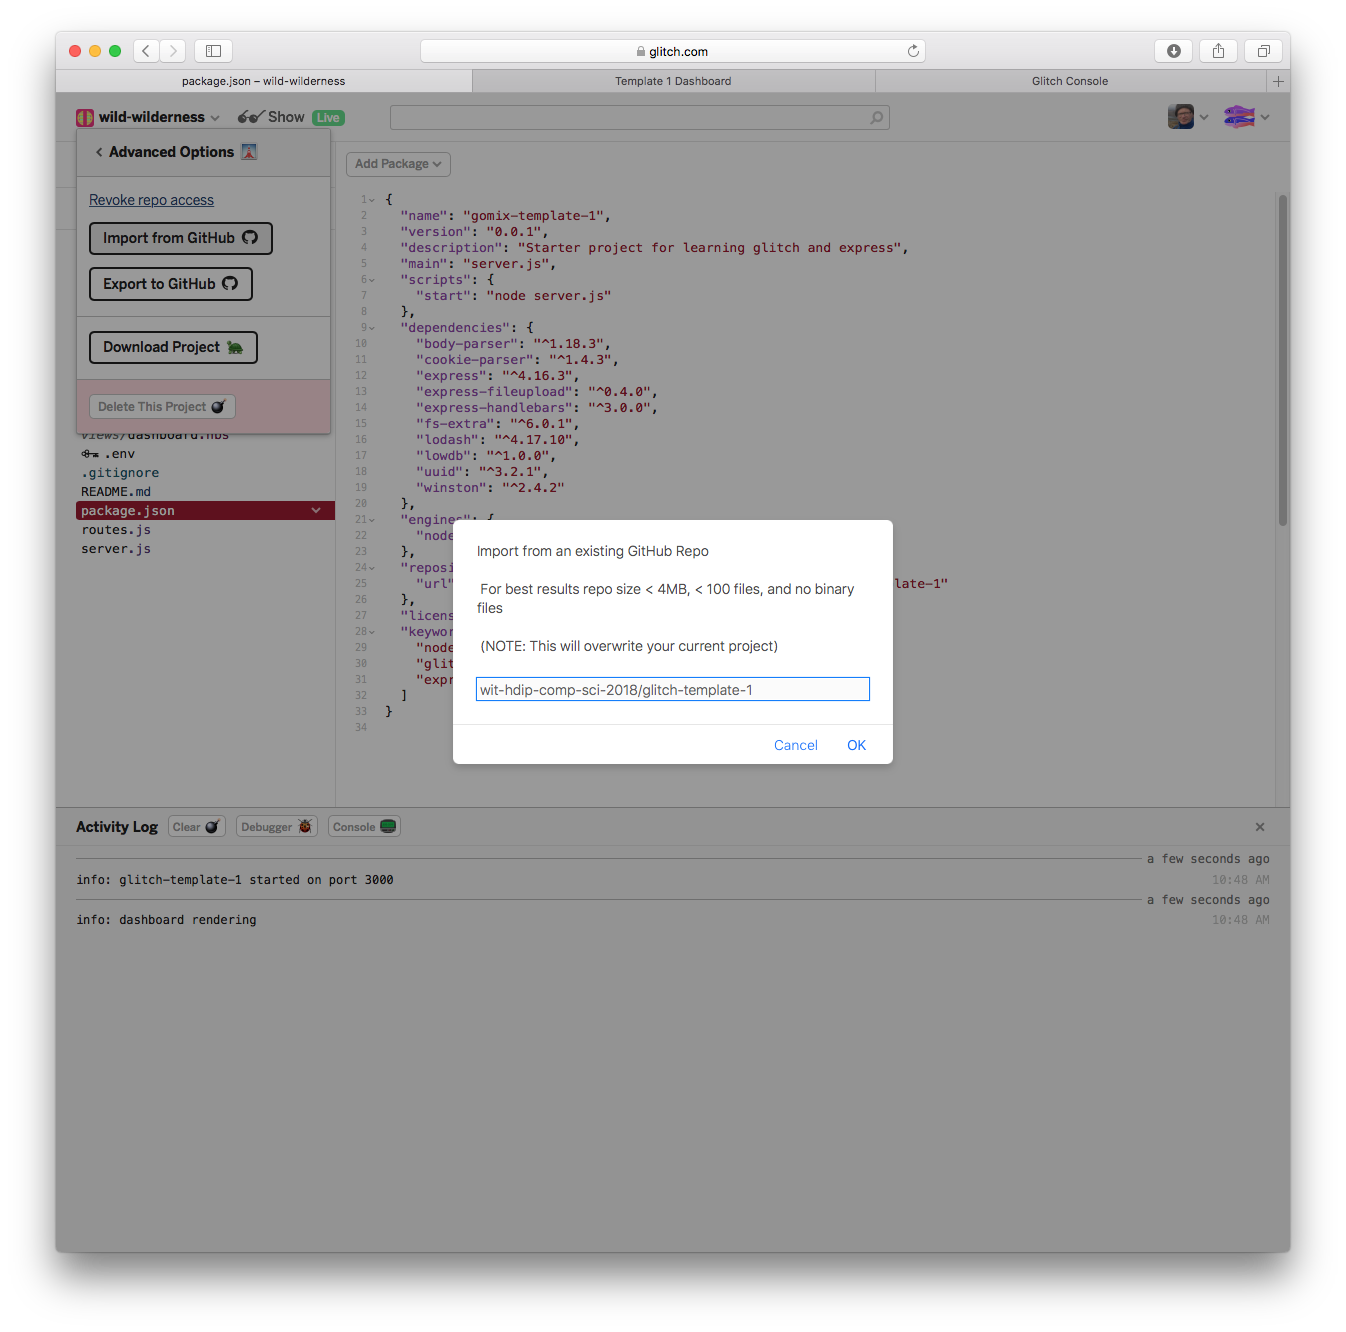 glitch.com
package.json – wild-wilderness
Template 1 Dashboard
Glitch Console
wild-wilderness
Show
Live
Advanced Options
Revoke repo access
Import from GitHub
Export to GitHub
Download Project
Delete This Project
views/dashboard.hbs
.env
.gitignore
README.md
package.json
routes.js
server.js
Add Package
1 {
2 "name": "gomix-template-1",
3 "version": "0.0.1",
4 "description": "Starter project for learning glitch and express",
5 "main": "server.js",
6 "scripts": {
7 "start": "node server.js"
8 },
9 "dependencies": {
10 "body-parser": "^1.18.3",
11 "cookie-parser": "^1.4.3",
12 "express": "^4.16.3",
13 "express-fileupload": "^0.4.0",
14 "express-handlebars": "^3.0.0",
15 "fs-extra": "^6.0.1",
16 "lodash": "^4.17.10",
17 "lowdb": "^1.0.0",
18 "uuid": "^3.2.1",
19 "winston": "^2.4.2"
20 },
21 "engines": {
22 "node
23 },
24 "reposi
25 "url" late-1"
26 },
27 "licens
28 "keywor
29 "node
30 "glit
31 "expr
32 ]
33 }
34
Import from an existing GitHub Repo
For best results repo size < 4MB, < 100 files, and no binary
files
(NOTE: This will overwrite your current project)
wit-hdip-comp-sci-2018/glitch-template-1
Cancel
OK
Activity Log
Clear
Debugger
Console
a few seconds ago
info: glitch-template-1 started on port 3000
10:48 AM
a few seconds ago
info: dashboard rendering
10:48 AM